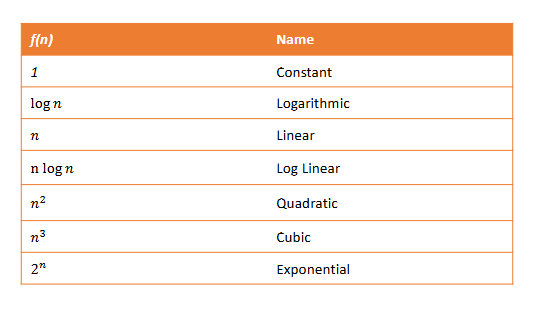 f(n) Name
1 Constant
log n Logarithmic
n Linear
n log n Log Linear
n² Quadratic
n³ Cubic
2ⁿ Exponential